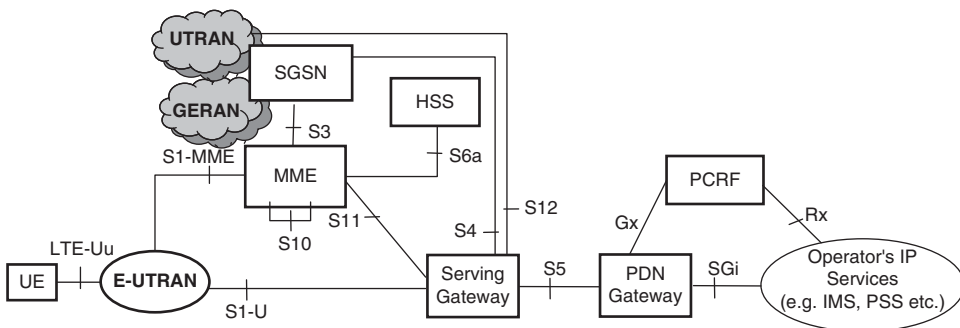 UTRAN
SGSN
HSS
GERAN
S3
S1-MME
S6a
MME
PCRF
S11
S12
Gx
Rx
S10
S4
LTE-Uu
UE
E-UTRAN
Serving
Gateway
S5
PDN
Gateway
SGi
Operator's IP
Services
(e.g. IMS, PSS etc.)
S1-U